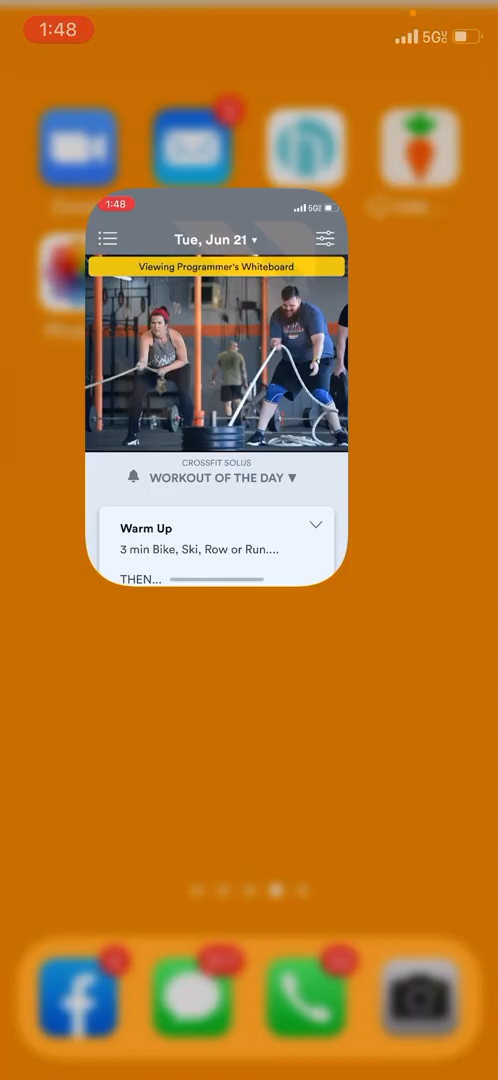 1:48
5G
1:48
5G
Tue, Jun 21 ▾
Viewing Programmer's Whiteboard
Solus
CROSSFIT SOLUS
WORKOUT OF THE DAY ▼
Warm Up
3 min Bike, Ski, Row or Run....
THEN...